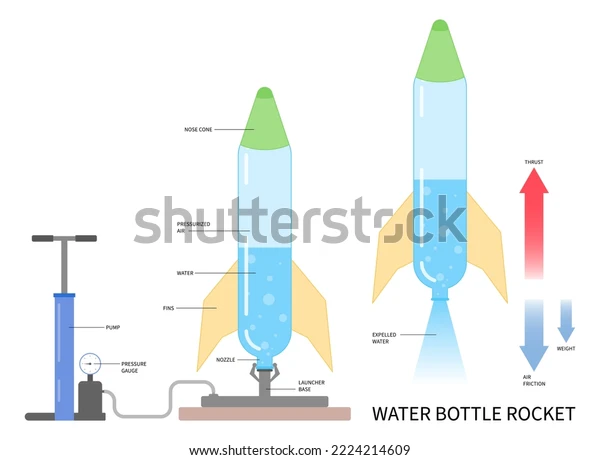 NOSE CONE
PRESSURIZED
AIR
WATER
FINS
PUMP
PRESSURE
GAUGE
NOZZLE
LAUNCHER
BASE
THRUST
EXPELLED
WATER
WEIGHT
AIR
FRICTION
WATER BOTTLE ROCKET
shutterstock
shutterstock.com · 2224214609